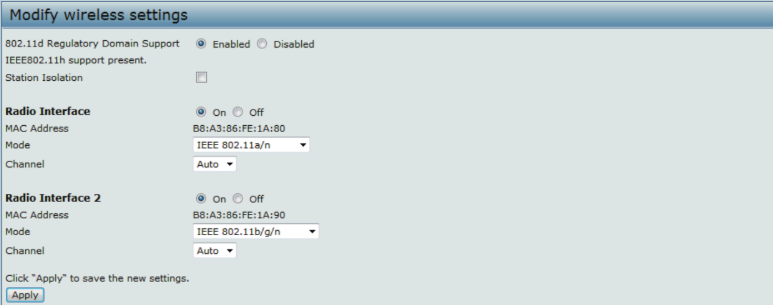 Modify wireless settings
802.11d Regulatory Domain Support Enabled Disabled
IEEE802.11h support present.
Station Isolation
Radio Interface On Off
MAC Address B8:A3:86:FE:1A:80
Mode IEEE 802.11a/n
Channel Auto
Radio Interface 2 On Off
MAC Address B8:A3:86:FE:1A:90
Mode IEEE 802.11b/g/n
Channel Auto
Click "Apply" to save the new settings.
Apply